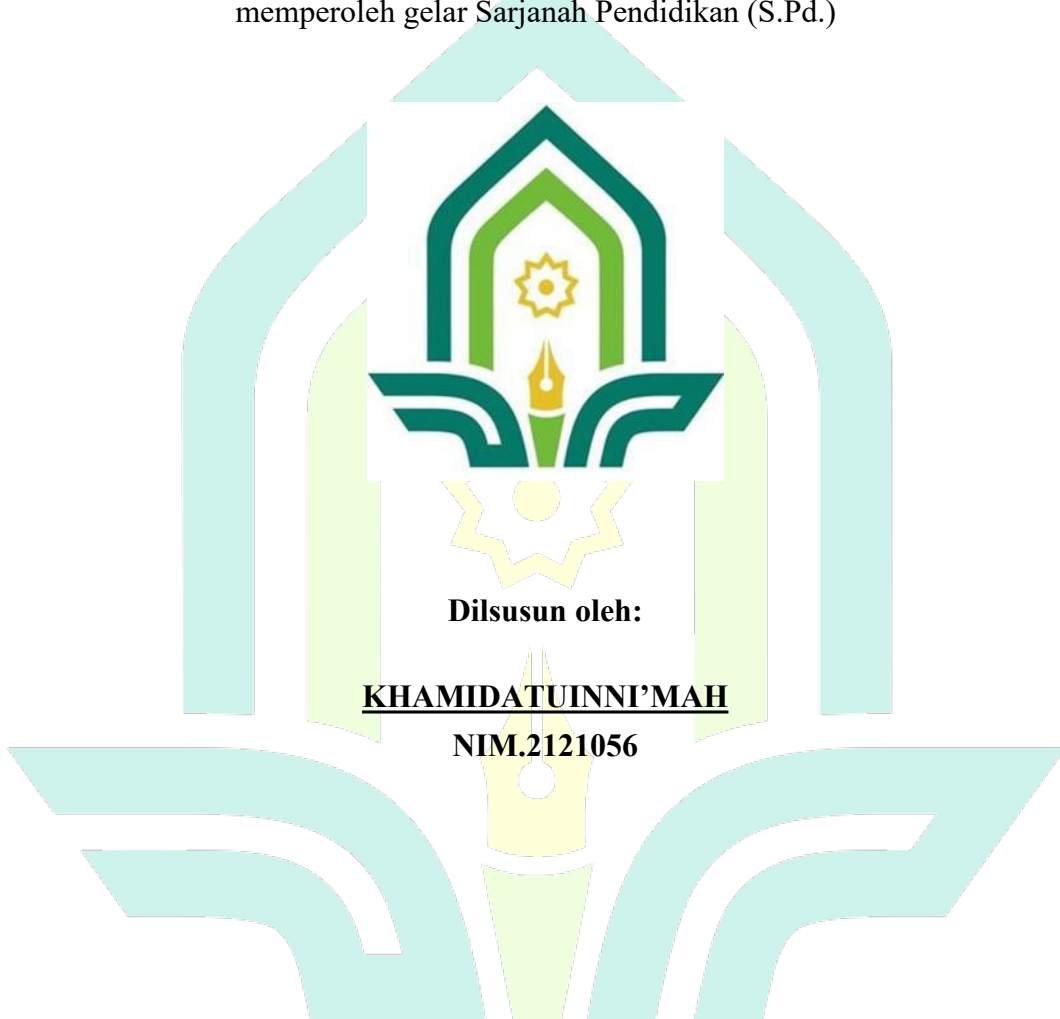 memperoleh gelar Sarjanah Pendidikan (S.Pd.)
Dilsusun oleh:
KHAMIDATUINNI’MAH
NIM.2121056